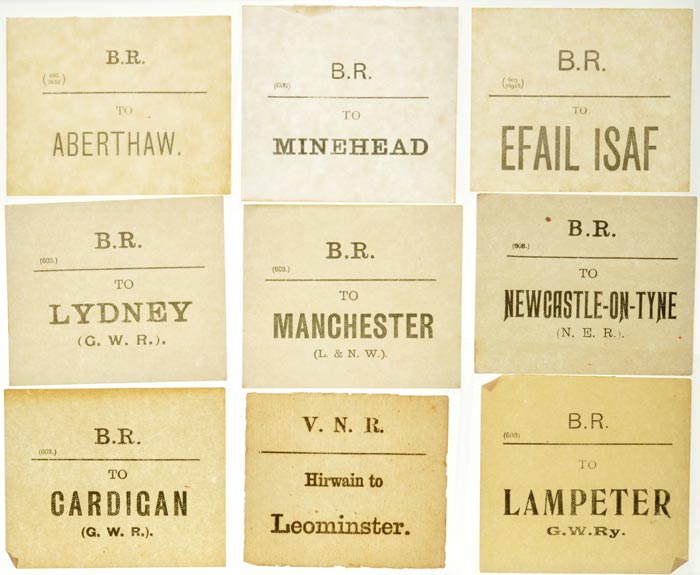 B.R.
TO
ABERTHAW.
B.R.
(603)
TO
MINEHEAD
B.R.
TO
EFAIL ISAF
B.R.
(603.)
TO
LYDNEY
(G. W. R.).
B.R.
(603.)
TO
MANCHESTER
(L. & N. W.).
B.R.
TO
NEWCASTLE-ON-TYNE
(N. E. R.).
B.R.
(603.)
TO
CARDIGAN
(G. W. R.).
V. N. R.
Hirwain to
Leominster.
B.R.
(603)
TO
LAMPETER
G.W.Ry.